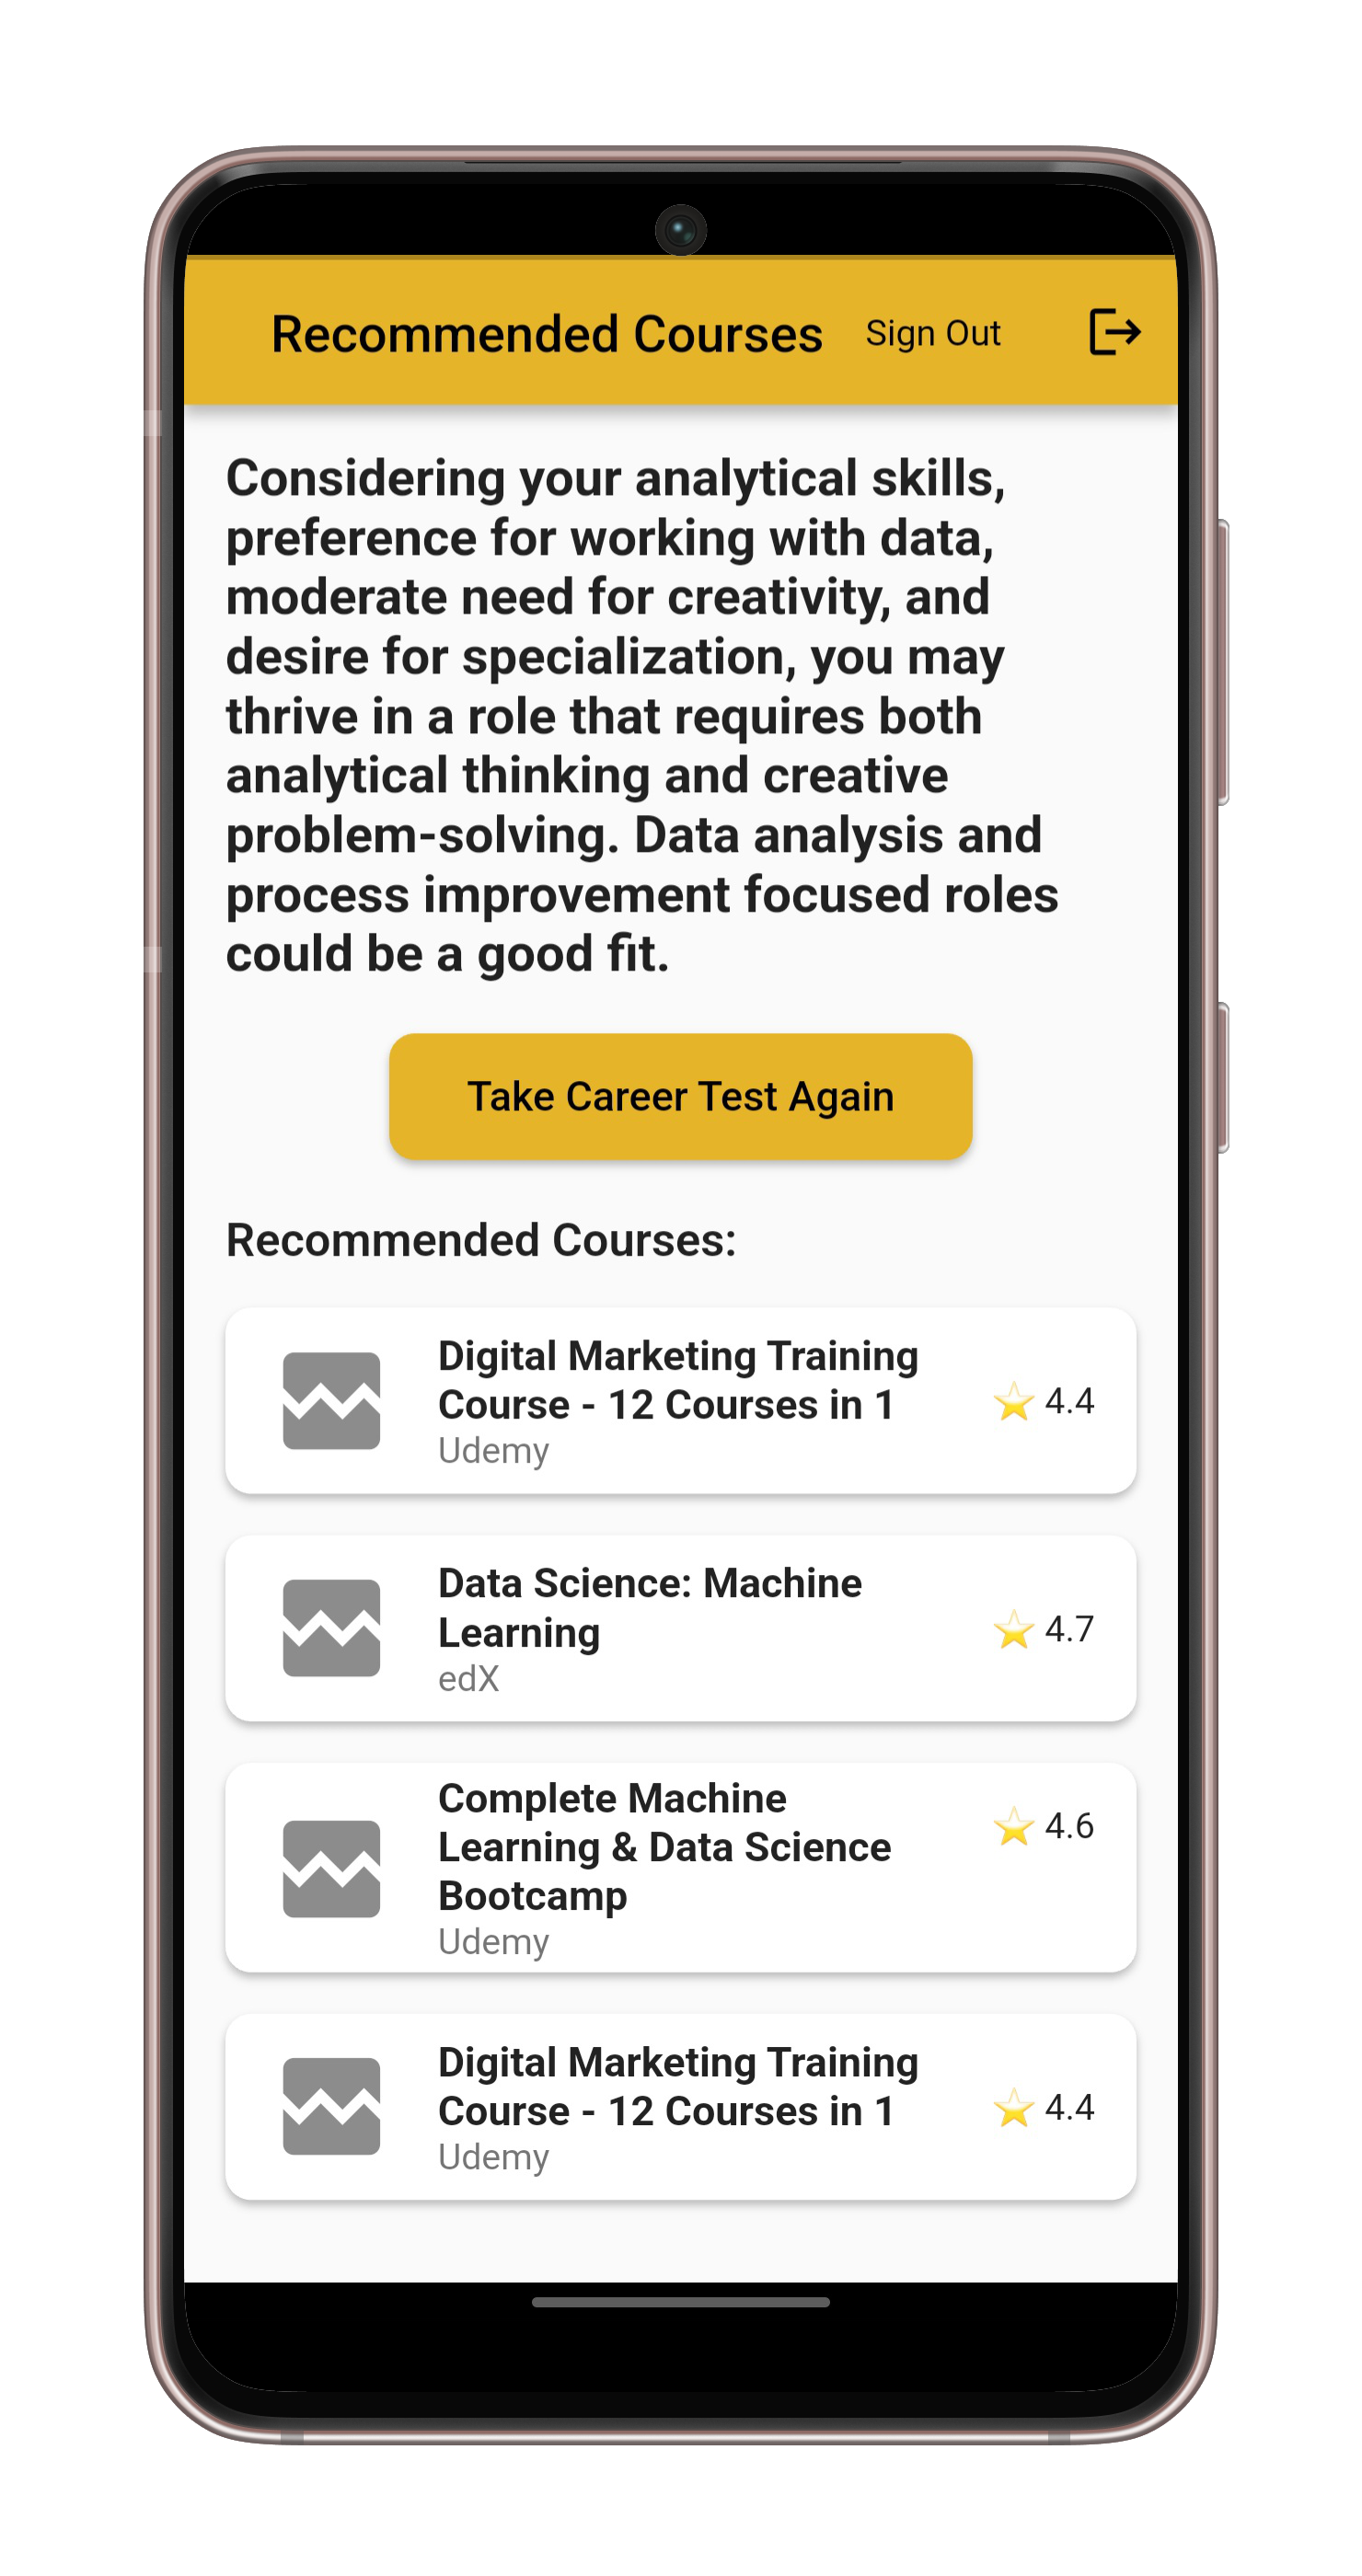 Recommended Courses Sign Out
Considering your analytical skills,
preference for working with data,
moderate need for creativity, and
desire for specialization, you may
thrive in a role that requires both
analytical thinking and creative
problem-solving. Data analysis and
process improvement focused roles
could be a good fit.
Take Career Test Again
Recommended Courses:
Digital Marketing Training
Course - 12 Courses in 1
Udemy
4.4
Data Science: Machine
Learning
edX
4.7
Complete Machine
Learning & Data Science
Bootcamp
Udemy
4.6
Digital Marketing Training
Course - 12 Courses in 1
Udemy
4.4